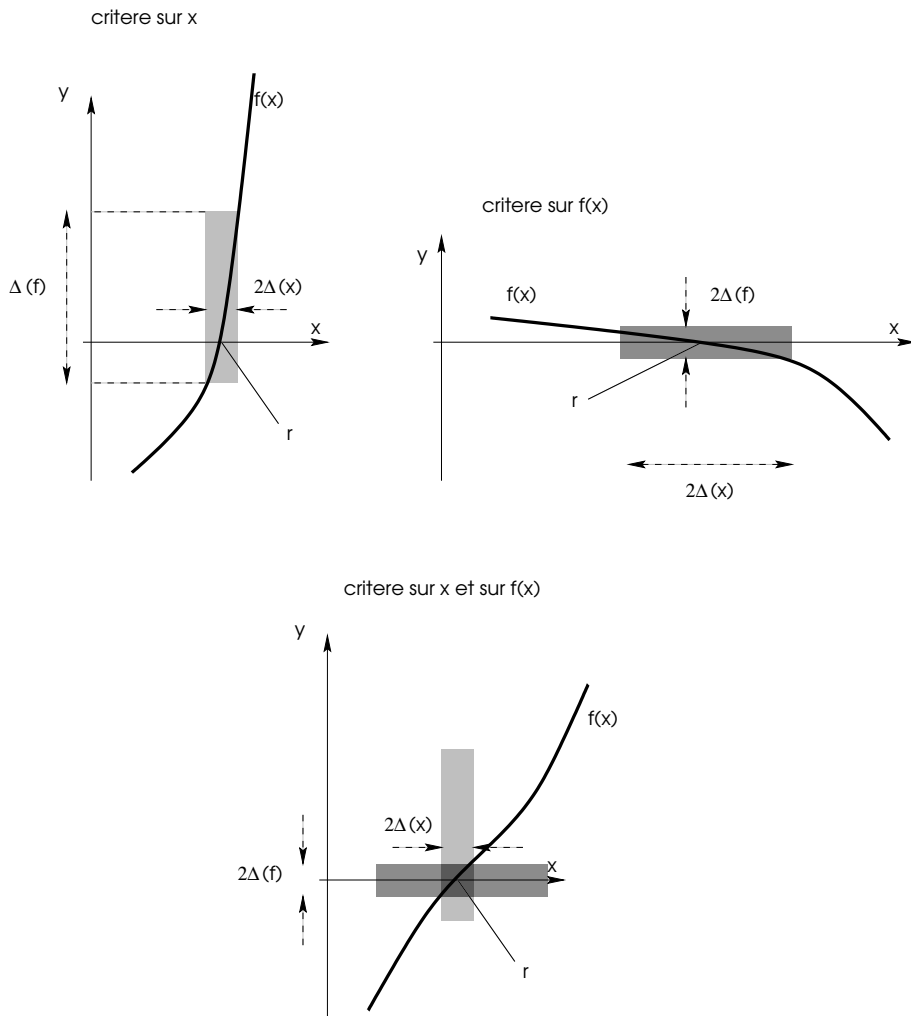 critere sur x
y
f(x)
Δ(f)
2Δ(x)
x
r
critere sur f(x)
y
f(x)
2Δ(f)
x
r
2Δ(x)
critere sur x et sur f(x)
y
f(x)
2Δ(x)
2Δ(f)
x
r